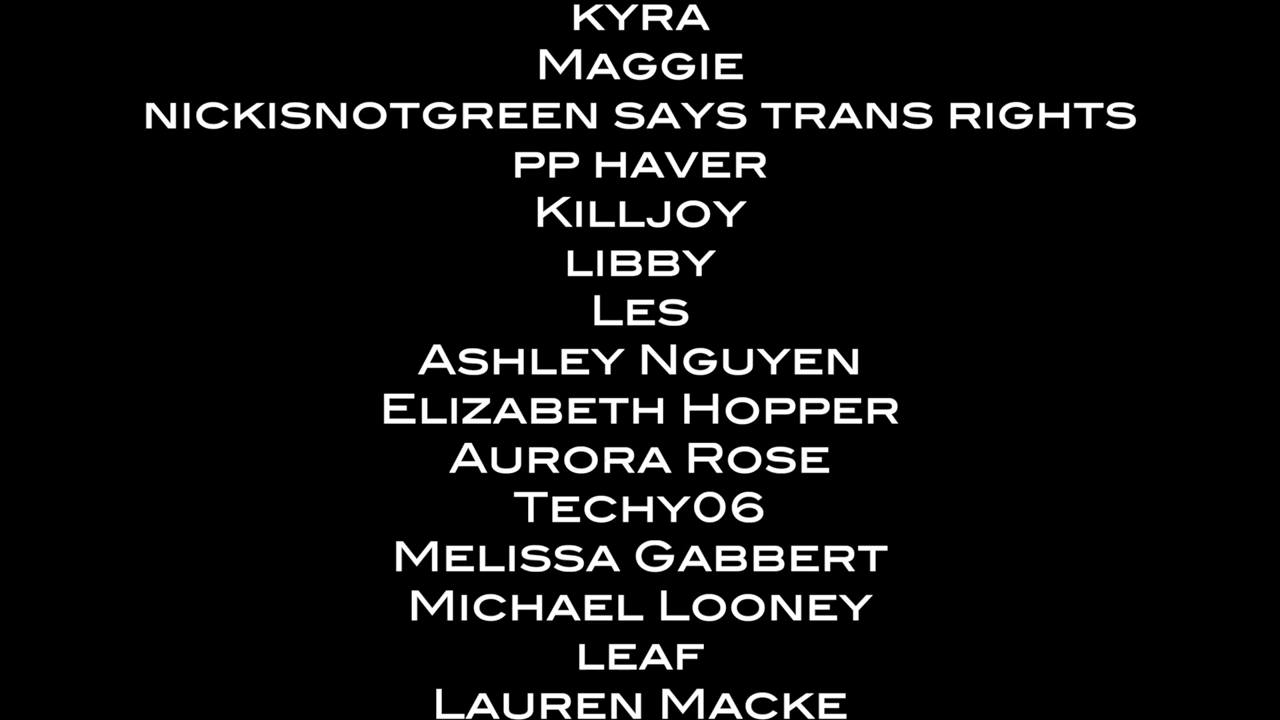 kyra
Maggie
nickisnotgreen says trans rights
pp haver
Killjoy
libby
Les
Ashley Nguyen
Elizabeth Hopper
Aurora Rose
Techy06
Melissa Gabbert
Michael Looney
leaf
Lauren Macke